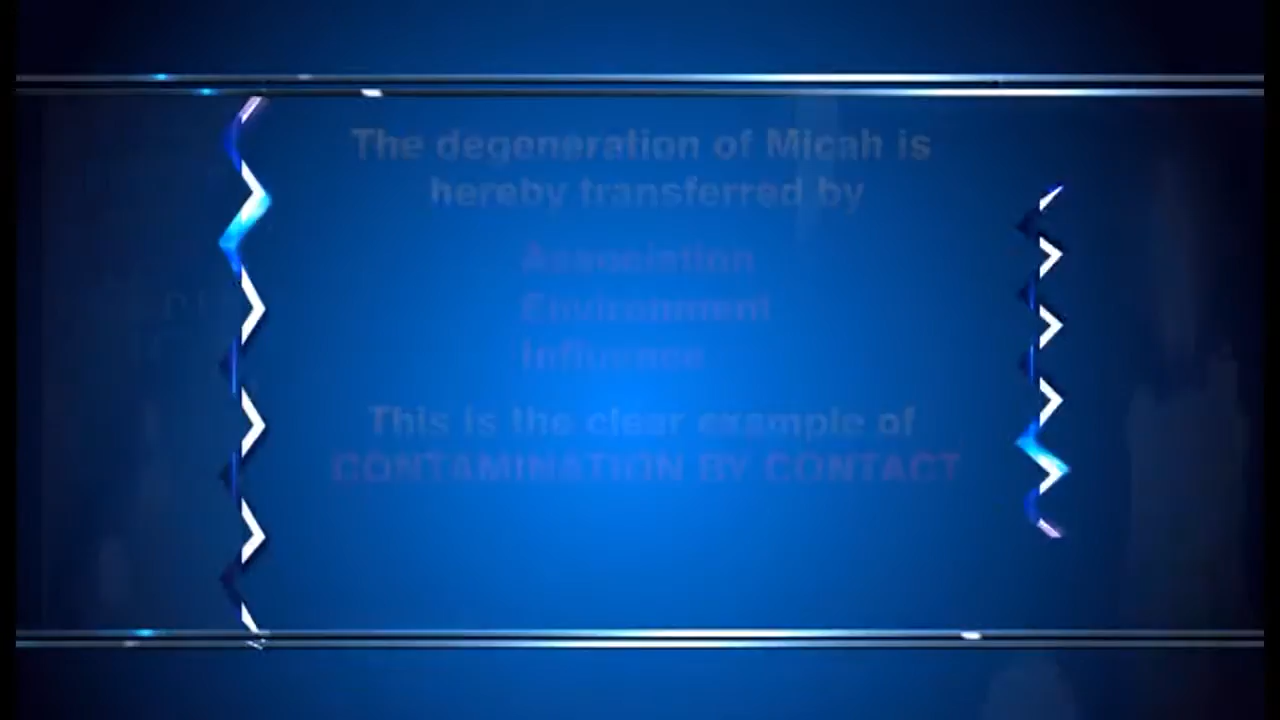 The degeneration of Micah is
hereby transferred by
Association
Environment
Influence
This is the clear example of
CONTAMINATION BY CONTACT